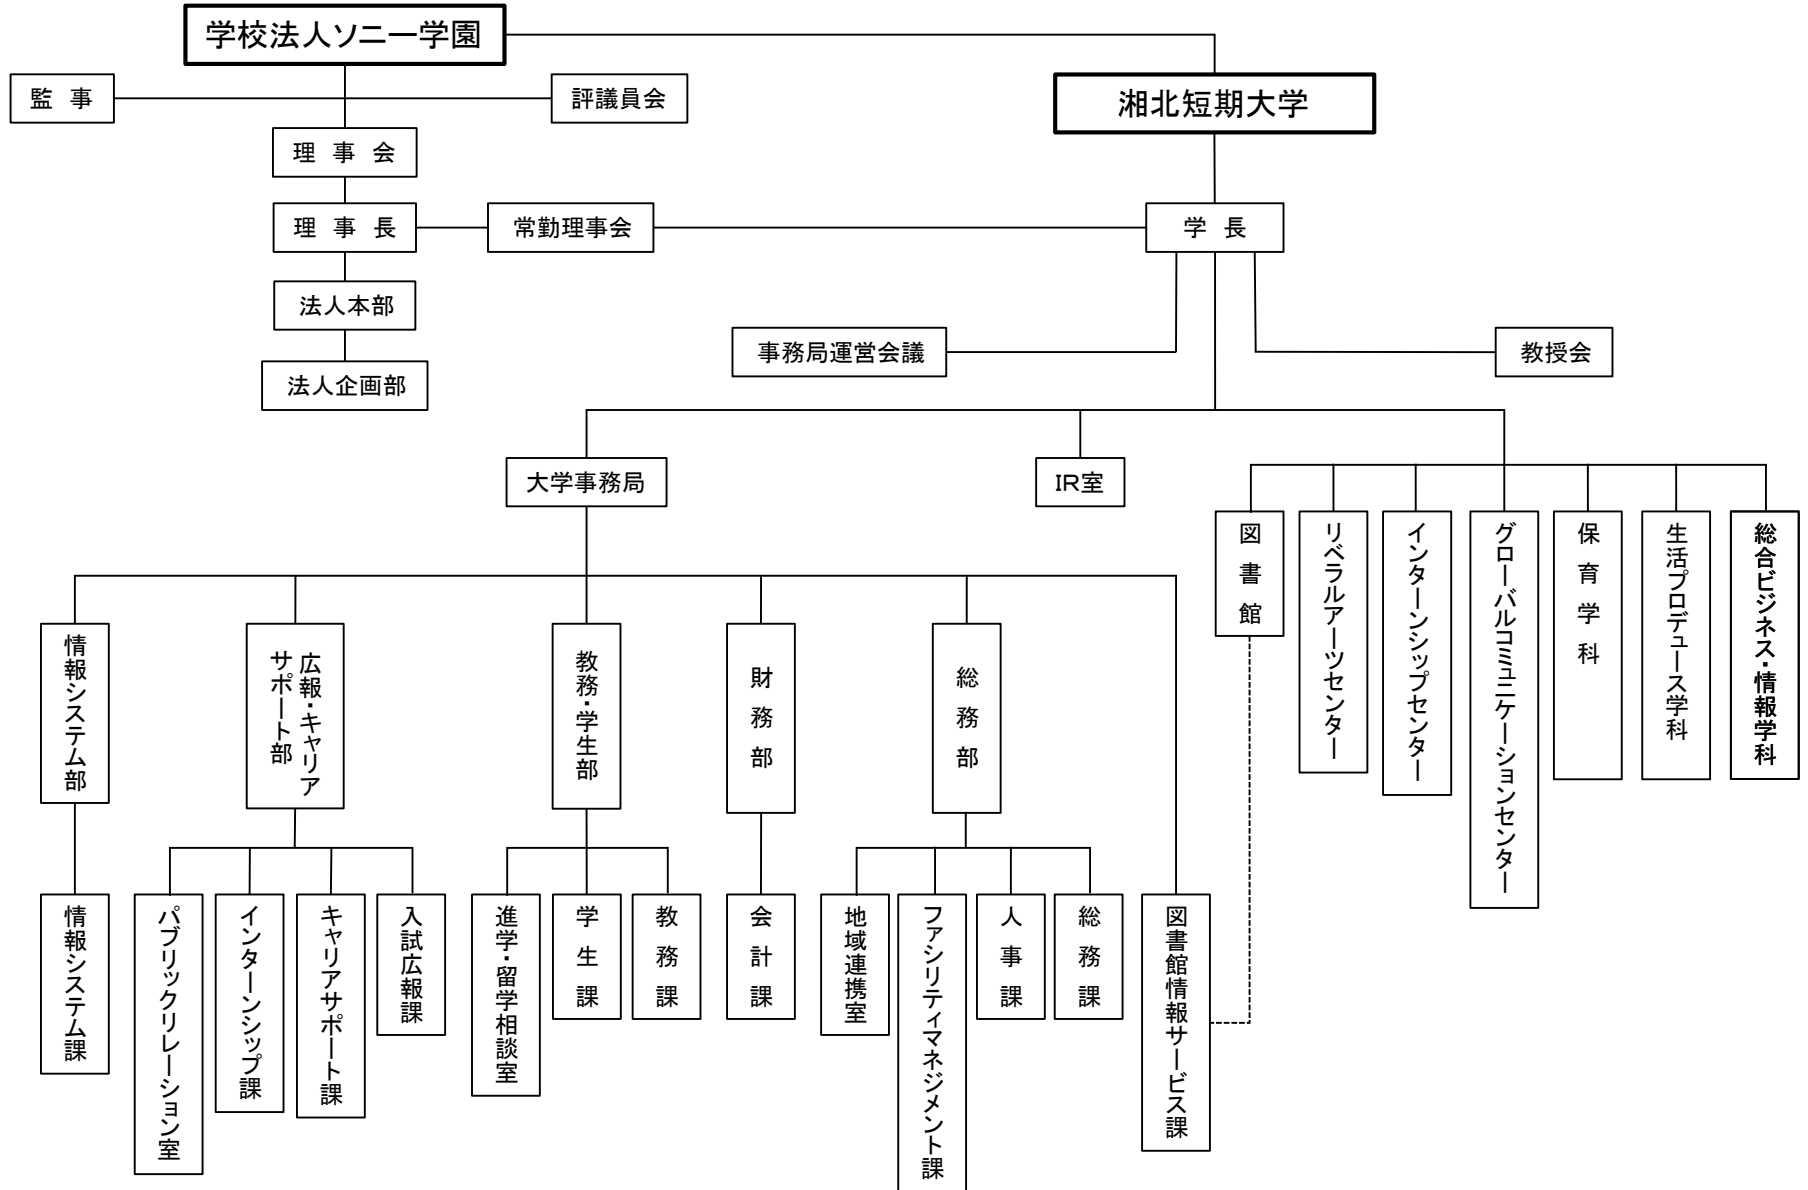 学校法人ソニー学園
監 事
評議員会
湘北短期大学
理 事 会
理 事 長
常勤理事会
学 長
法人本部
事務局運営会議
教授会
法人企画部
大学事務局
IR室
図書館
リベラルアーツセンター
インターンシップセンター
グローバルコミュニケーションセンター
保育学科
生活プロデュース学科
総合ビジネス・情報学科
情報システム部
広報・キャリア
サポート部
教務・学生部
財務部
総務部
情報システム課
パブリックリレーション室
インターンシップ課
キャリアサポート課
入試広報課
進学・留学相談室
学生課
教務課
会計課
地域連携室
ファシリティマネジメント課
人事課
総務課
図書館情報サービス課